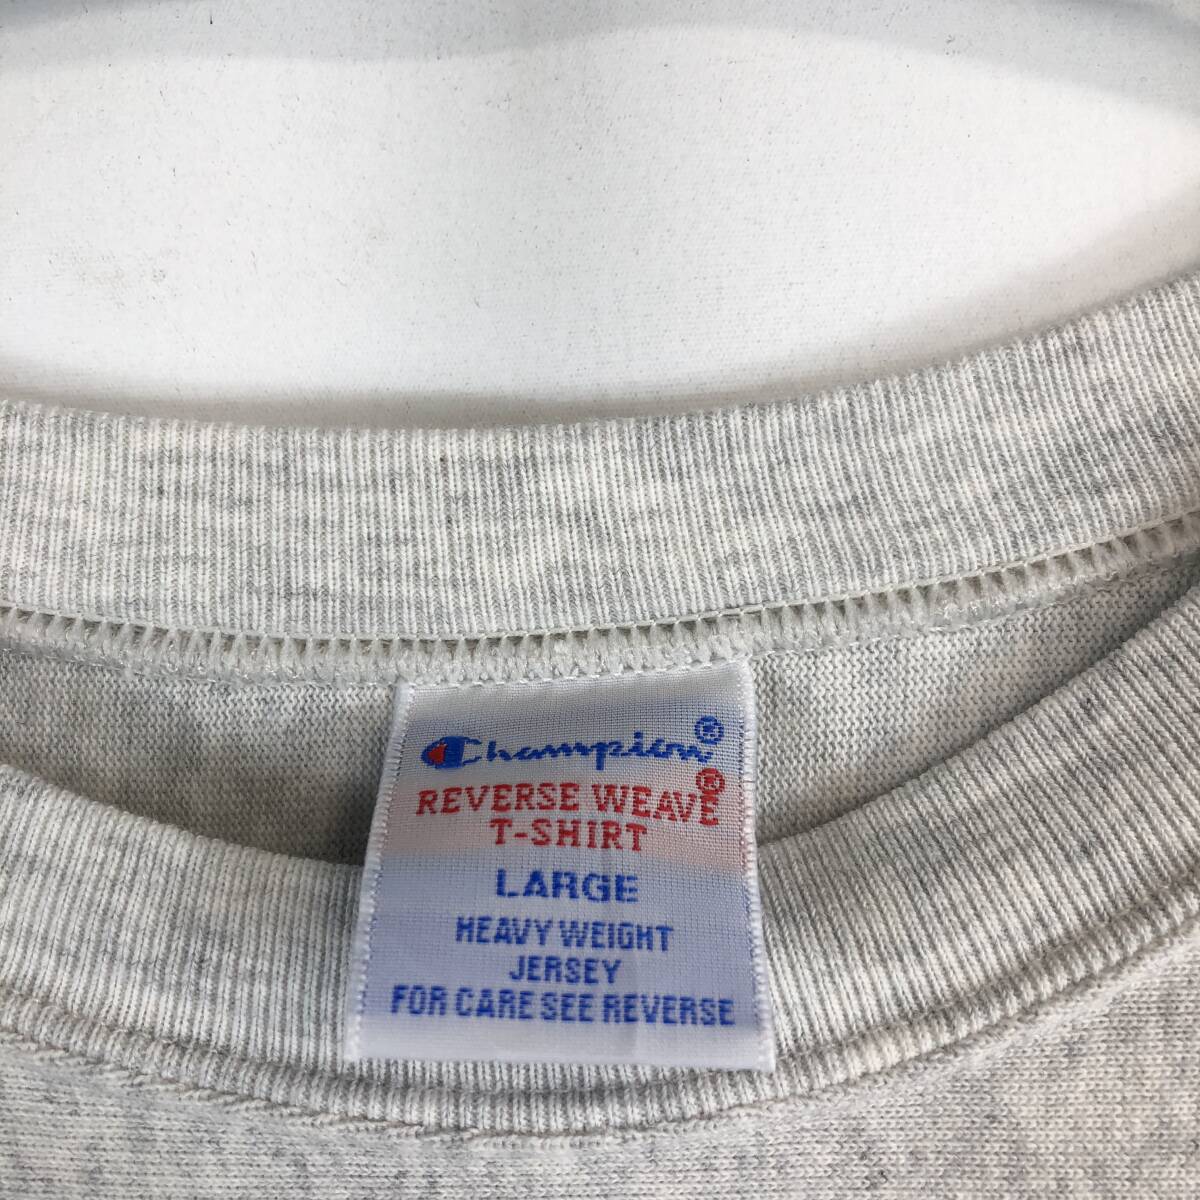 Champion®
REVERSE WEAVE®
T-SHIRT
LARGE
HEAVY WEIGHT
JERSEY
FOR CARE SEE REVERSE